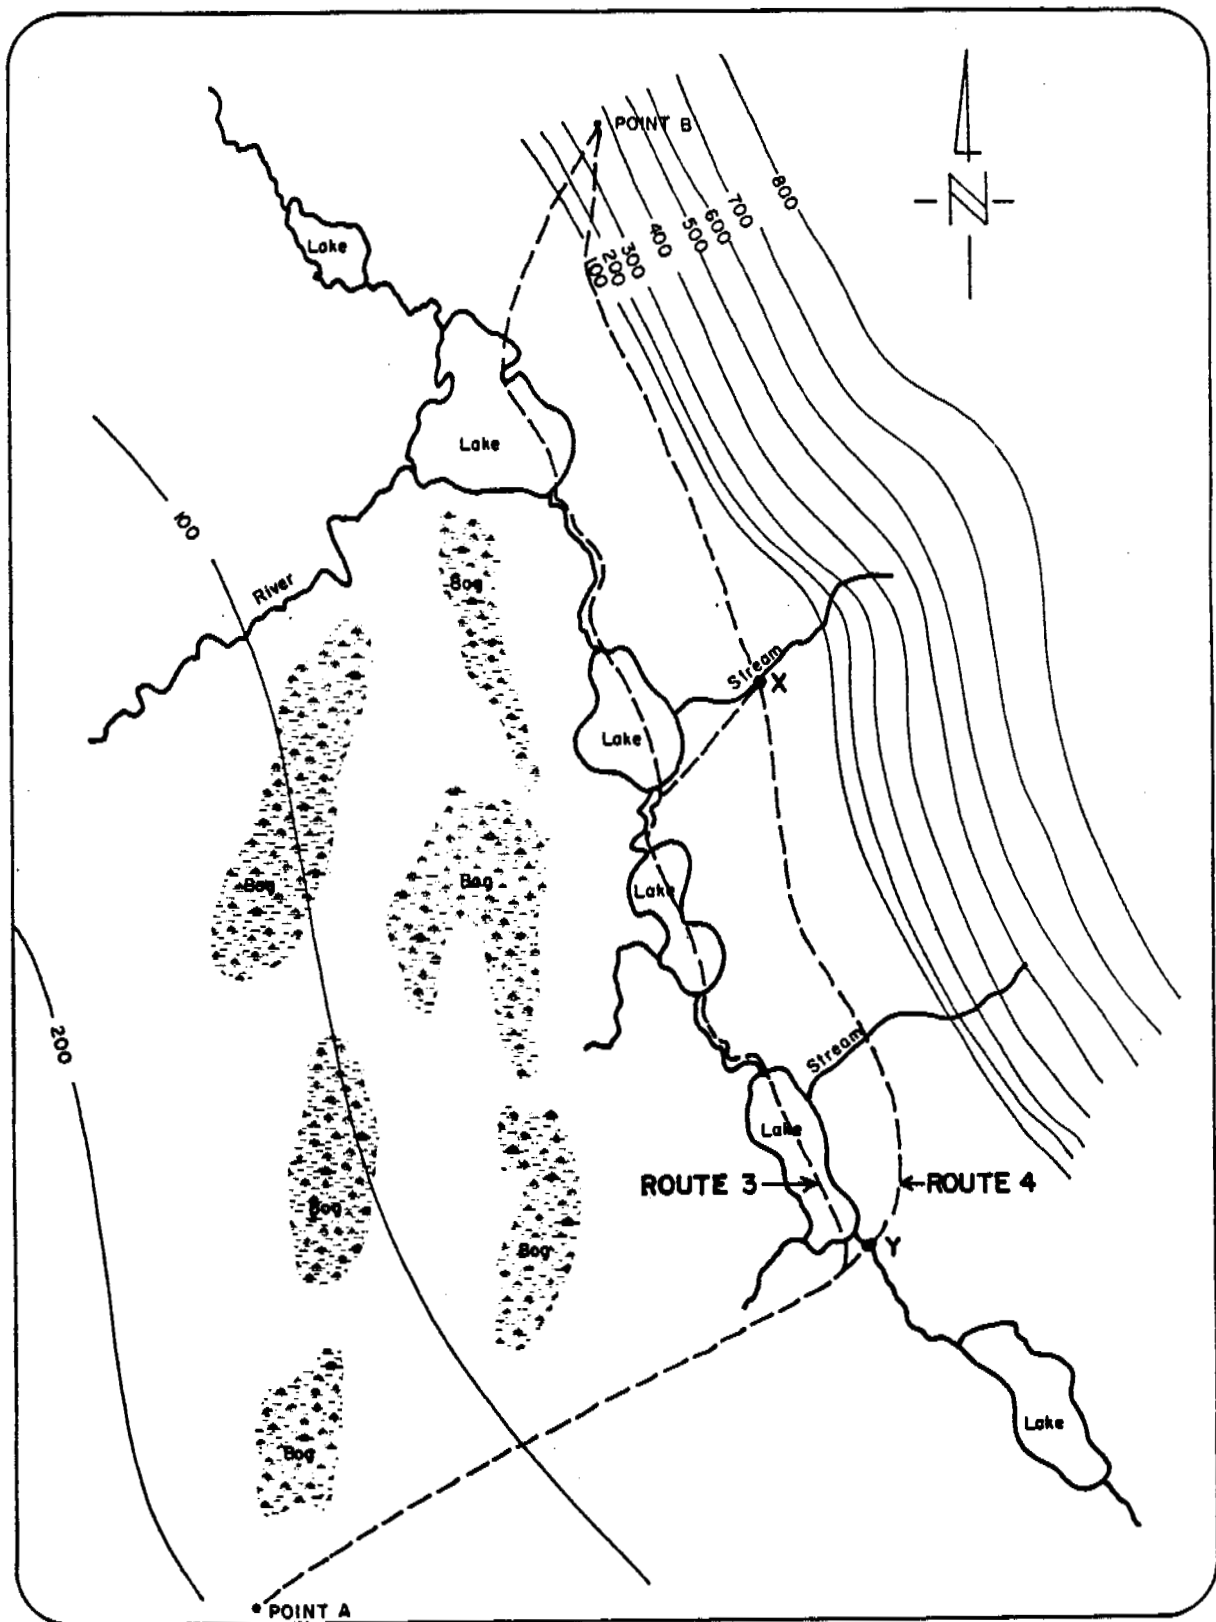 POINT B
N
Lake
800
700
600
500
400
300
200
100
Lake
100
River
Bog
Stream
X
Lake
Bog
Bog
Lake
200
Stream
Lake
ROUTE 3
ROUTE 4
Bog
Bog
Y
Lake
Bog
POINT A